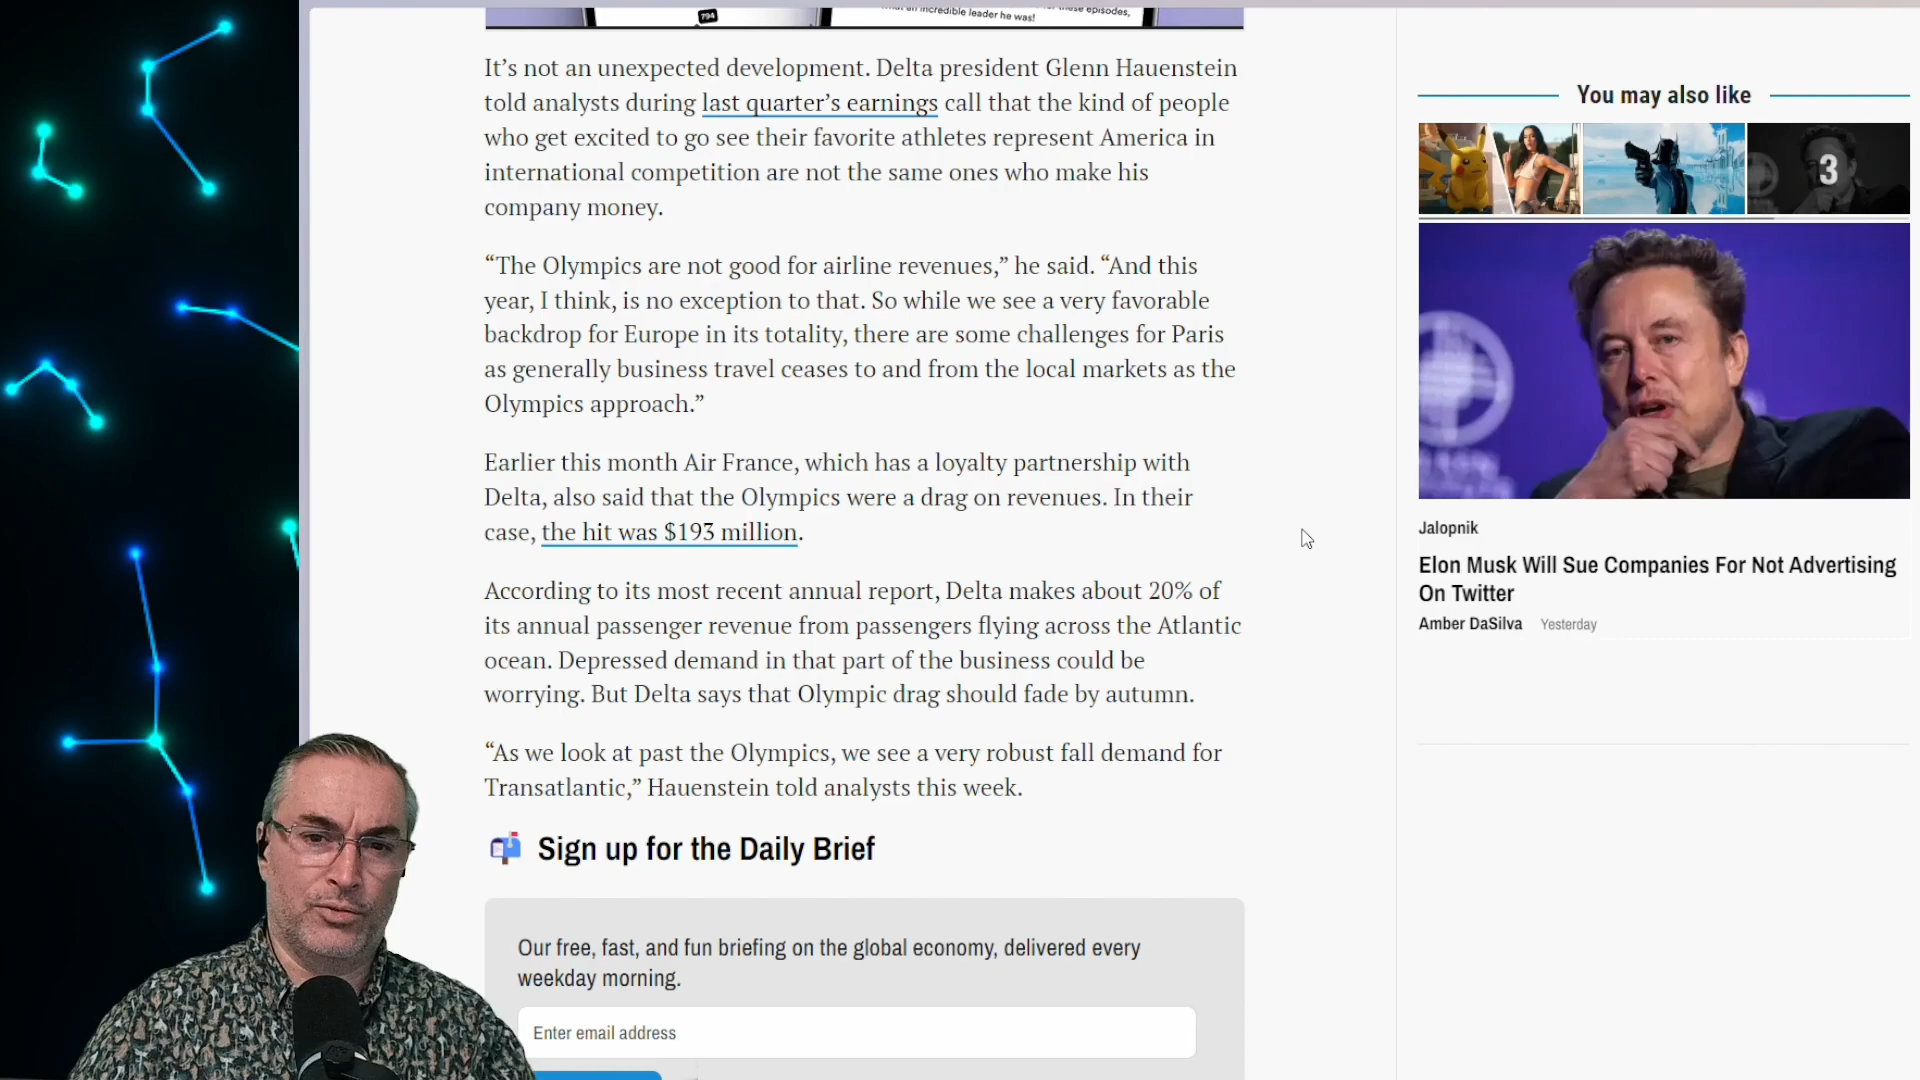 794
an incredible leader he was!
these episodes,
It’s not an unexpected development. Delta president Glenn Hauenstein
told analysts during last quarter’s earnings call that the kind of people
who get excited to go see their favorite athletes represent America in
international competition are not the same ones who make his
company money.
“The Olympics are not good for airline revenues,” he said. “And this
year, I think, is no exception to that. So while we see a very favorable
backdrop for Europe in its totality, there are some challenges for Paris
as generally business travel ceases to and from the local markets as the
Olympics approach.”
Earlier this month Air France, which has a loyalty partnership with
Delta, also said that the Olympics were a drag on revenues. In their
case, the hit was $193 million.
According to its most recent annual report, Delta makes about 20% of
its annual passenger revenue from passengers flying across the Atlantic
ocean. Depressed demand in that part of the business could be
worrying. But Delta says that Olympic drag should fade by autumn.
“As we look at past the Olympics, we see a very robust fall demand for
Transatlantic,” Hauenstein told analysts this week.
Sign up for the Daily Brief
Our free, fast, and fun briefing on the global economy, delivered every
weekday morning.
Enter email address
You may also like
3
Jalopnik
Elon Musk Will Sue Companies For Not Advertising
On Twitter
Amber DaSilva Yesterday